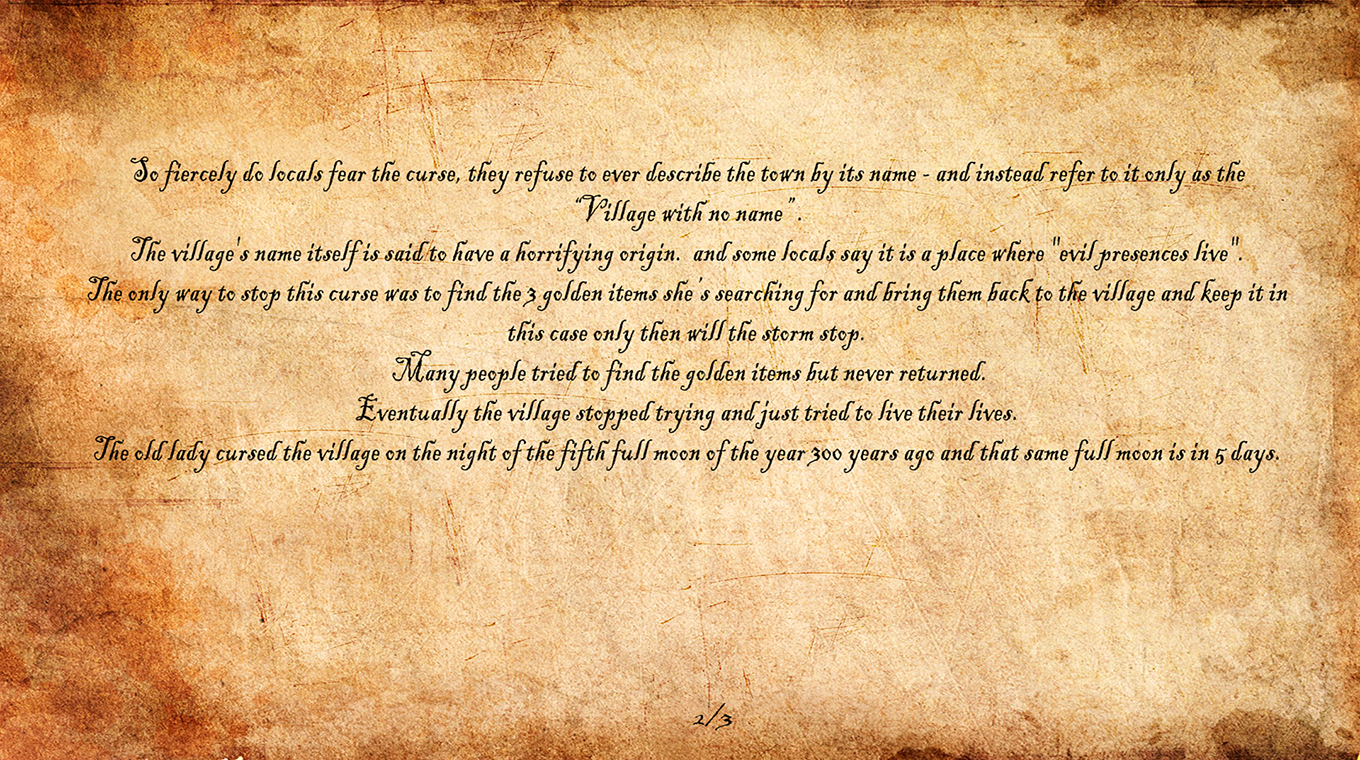 So fiercely do locals fear the curse, they refuse to ever describe the town by its name - and instead refer to it only as the
“Village with no name”.
The village's name itself is said to have a horrifying origin.  and some locals say it is a place where "evil presences live".
The only way to stop this curse was to find the 3 golden items she's searching for and bring them back to the village and keep it in
this case only then will the storm stop.
Many people tried to find the golden items but never returned.
Eventually the village stopped trying and just tried to live their lives.
The old lady cursed the village on the night of the fifth full moon of the year 300 years ago and that same full moon is in 5 days.
2/3